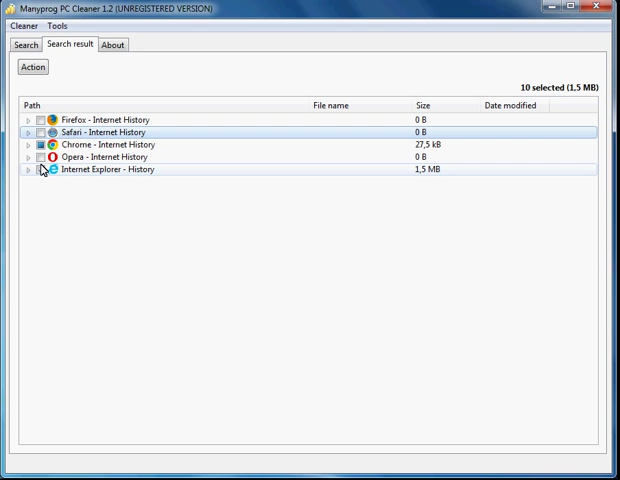 Manyprog PC Cleaner 1.2 (UNREGISTERED VERSION)
Cleaner Tools
Search Search result About
Action
10 selected (1,5 MB)
Path File name Size Date modified
Firefox - Internet History 0 B
Safari - Internet History 0 B
Chrome - Internet History 27,5 kB
Opera - Internet History 0 B
Internet Explorer - History 1,5 MB